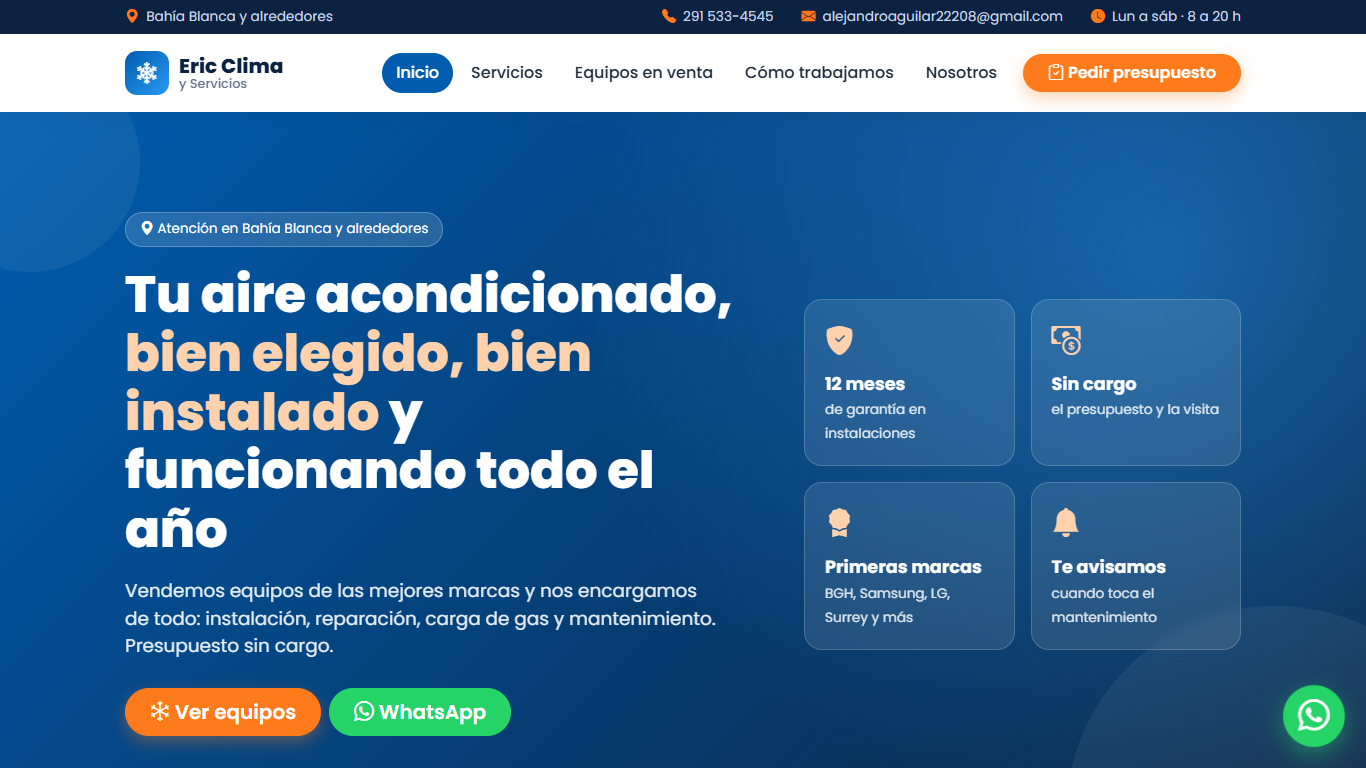 Bahía Blanca y alrededores
291 533-4545
alejandroaguilar22208@gmail.com
Lun a sáb · 8 a 20 h
Eric Clima
y Servicios
Inicio
Servicios
Equipos en venta
Cómo trabajamos
Nosotros
Pedir presupuesto
Atención en Bahía Blanca y alrededores
Tu aire acondicionado,
bien elegido, bien
instalado y
funcionando todo el
año
Vendemos equipos de las mejores marcas y nos encargamos
de todo: instalación, reparación, carga de gas y mantenimiento.
Presupuesto sin cargo.
Ver equipos
WhatsApp
12 meses
de garantía en
instalaciones
Sin cargo
el presupuesto y la visita
Primeras marcas
BGH, Samsung, LG,
Surrey y más
Te avisamos
cuando toca el
mantenimiento